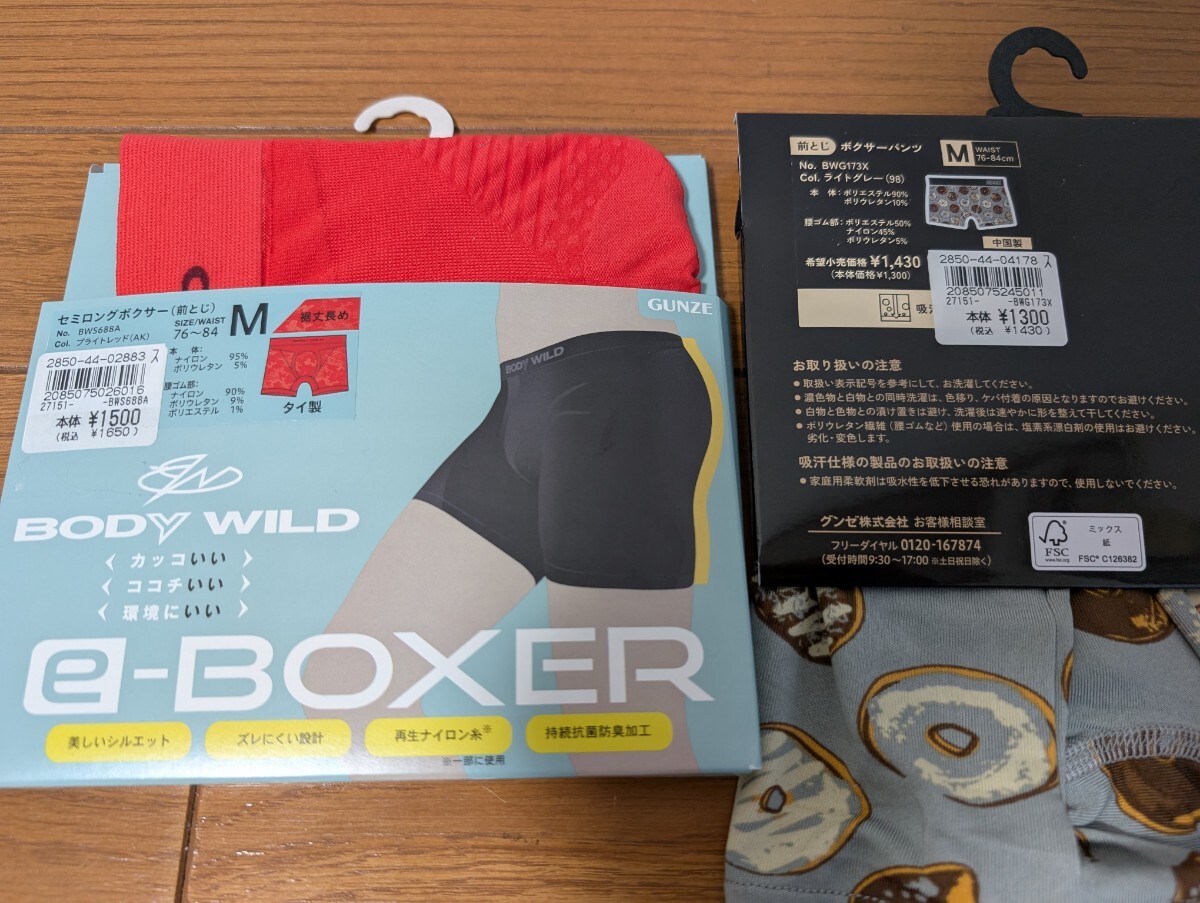 GUNZE
セミロングボクサー(前とじ)
No. BWS688A
Col. ブライトレッド(AK)
SIZE/WAIST
76~84
M
裾丈長め
本体:
ナイロン 95%
ポリウレタン 5%
腰ゴム部:
ナイロン 90%
ポリウレタン 9%
ポリエステル 1%
タイ製
2850-44-02883 ス
2085075026016
27151- -BWS688A
本体 ¥1500
(税込 ¥1650)
BODY WILD
BODY WILD
カッコいい
ココチいい
環境にいい
e-BOXER
美しいシルエット
ズレにくい設計
再生ナイロン糸※
持続抗菌防臭加工
※一部に使用
前とじ ボクサーパンツ
M
WAIST
76-84cm
No. BWG173X
Col. ライトグレー(98)
本 体:ポリエステル90%
ポリウレタン10%
腰ゴム部:ポリエステル50%
ナイロン45%
ポリウレタン5%
中国製
希望小売価格 ¥1,430
(本体価格¥1,300)
吸
2850-44-04178 ス
2085075245011
27151- -BWG173X
本体 ¥1300
(税込 ¥1430)
お取り扱いの注意
●取扱い表示記号を参考にして、お洗濯してください。
●濃色物と白物との同時洗濯は、色移り、ケバ付着の原因となりますのでお避けください。
●白物と色物との漬け置きは避け、洗濯後は速やかに形を整えて干してください。
●ポリウレタン繊維(腰ゴムなど)使用の場合は、塩素系漂白剤の使用はお避けください。
劣化・変色します。
吸汗仕様の製品のお取扱いの注意
●家庭用柔軟剤は吸水性を低下させる恐れがありますので、使用しないでください。
グンゼ株式会社 お客様相談室
フリーダイヤル 0120-167874
(受付時間9:30~17:00 ※土日祝日除く)
FSC
www.fsc.org
ミックス
紙
FSC® C126382